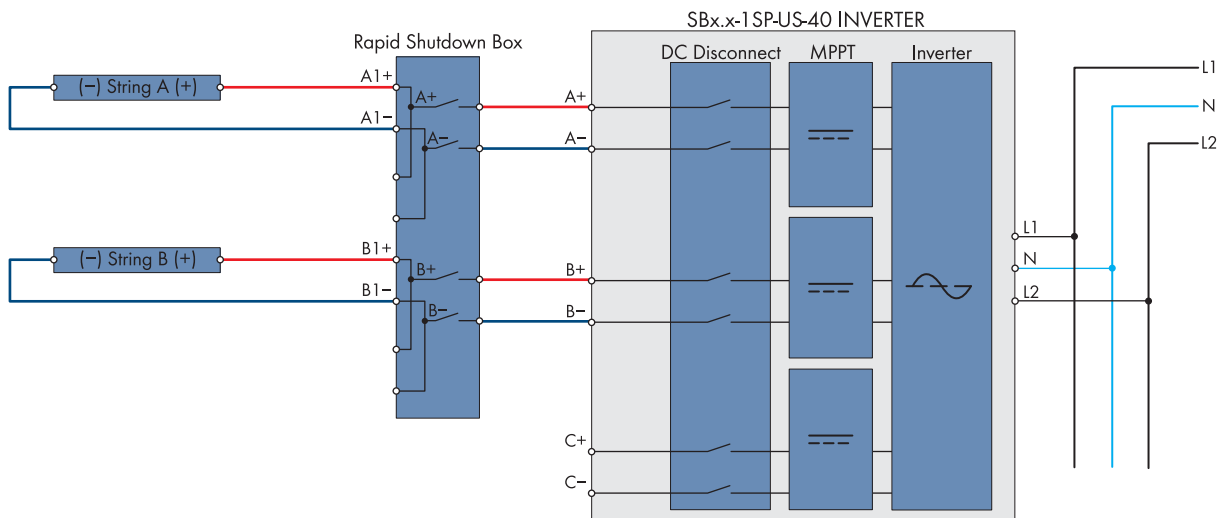 SBx.x-1SP-US-40 INVERTER
Rapid Shutdown Box
DC Disconnect
MPPT
Inverter
L1
A1+
(−) String A (+)
A+
A+
N
A1−
A−
A−
L2
L1
B1+
(−) String B (+)
N
B+
B+
B1−
L2
B−
B−
C+
C−